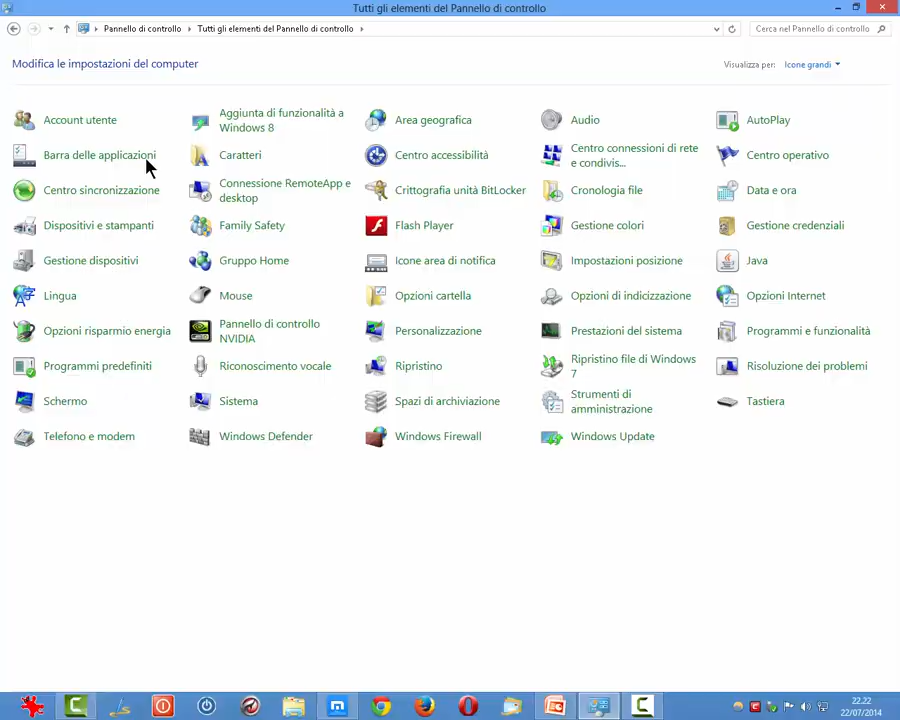 Tutti gli elementi del Pannello di controllo
Pannello di controllo
Tutti gli elementi del Pannello di controllo
Cerca nel Pannello di controllo
Modifica le impostazioni del computer
Visualizza per: Icone grandi
Account utente
Aggiunta di funzionalità a
Windows 8
Area geografica
Audio
AutoPlay
Barra delle applicazioni
Caratteri
Centro accessibilità
Centro connessioni di rete
e condivis...
Centro operativo
Centro sincronizzazione
Connessione RemoteApp e
desktop
Crittografia unità BitLocker
Cronologia file
Data e ora
Dispositivi e stampanti
Family Safety
Flash Player
Gestione colori
Gestione credenziali
Gestione dispositivi
Gruppo Home
Icone area di notifica
Impostazioni posizione
Java
Lingua
Mouse
Opzioni cartella
Opzioni di indicizzazione
Opzioni Internet
Opzioni risparmio energia
Pannello di controllo
NVIDIA
Personalizzazione
Prestazioni del sistema
Programmi e funzionalità
Programmi predefiniti
Riconoscimento vocale
Ripristino
Ripristino file di Windows
7
Risoluzione dei problemi
Schermo
Sistema
Spazi di archiviazione
Strumenti di
amministrazione
Tastiera
Telefono e modem
Windows Defender
Windows Firewall
Windows Update
22.22
22/07/2014